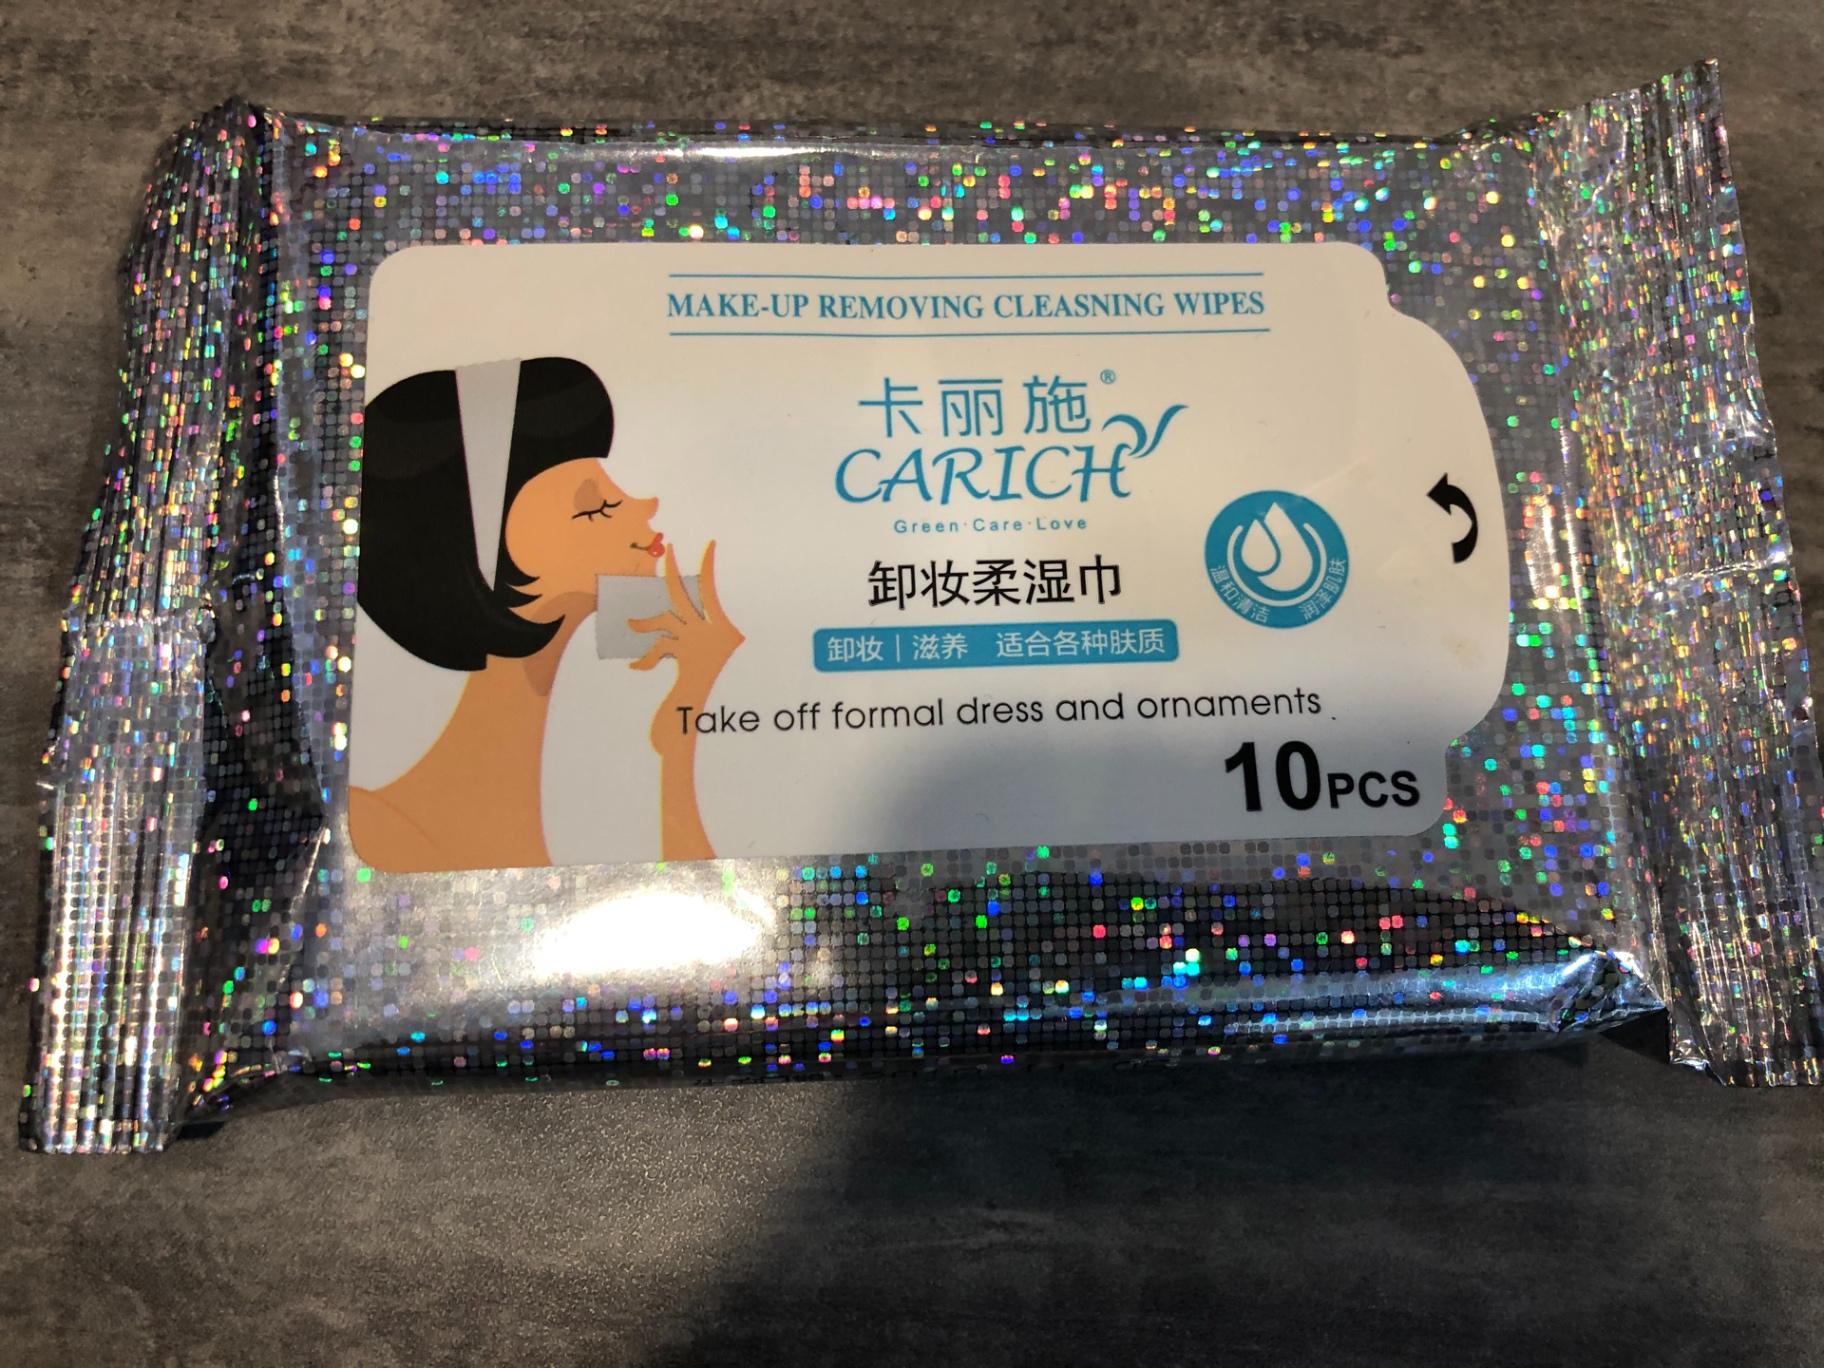 MAKE-UP REMOVING CLEASNING WIPES
卡丽施®
CARICH
Green·Care·Love
卸妆柔湿巾
温和清洁 润泽肌肤
卸妆|滋养 适合各种肤质
Take off formal dress and ornaments.
10PCS